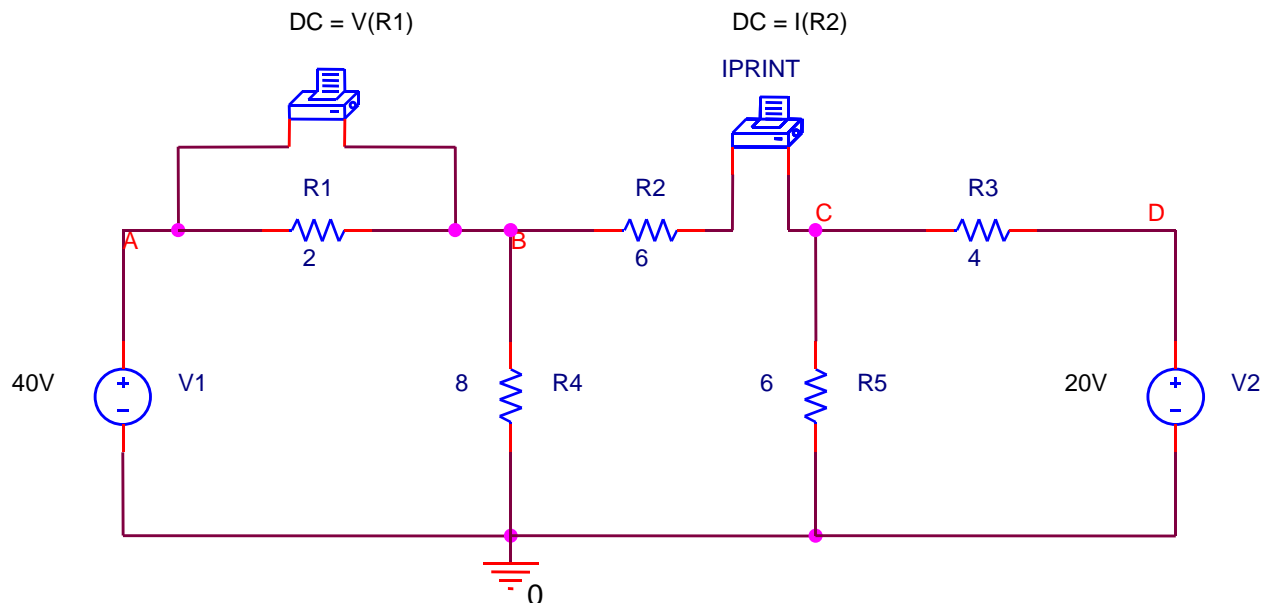 DC = V(R1)
DC = I(R2)
IPRINT
R1
R2
R3
A
B
C
D
2
6
4
40V
V1
8
R4
6
R5
20V
V2
0